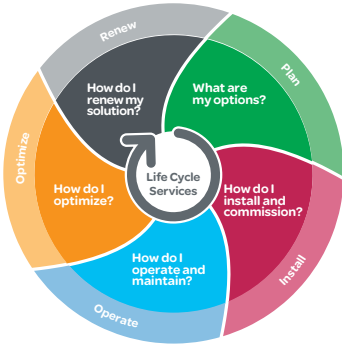 Renew
Plan
Install
Operate
Optimize
How do I
renew my
solution?
What are
my options?
How do I
install and
commission?
How do I
operate and
maintain?
How do I
optimize?
Life Cycle
Services